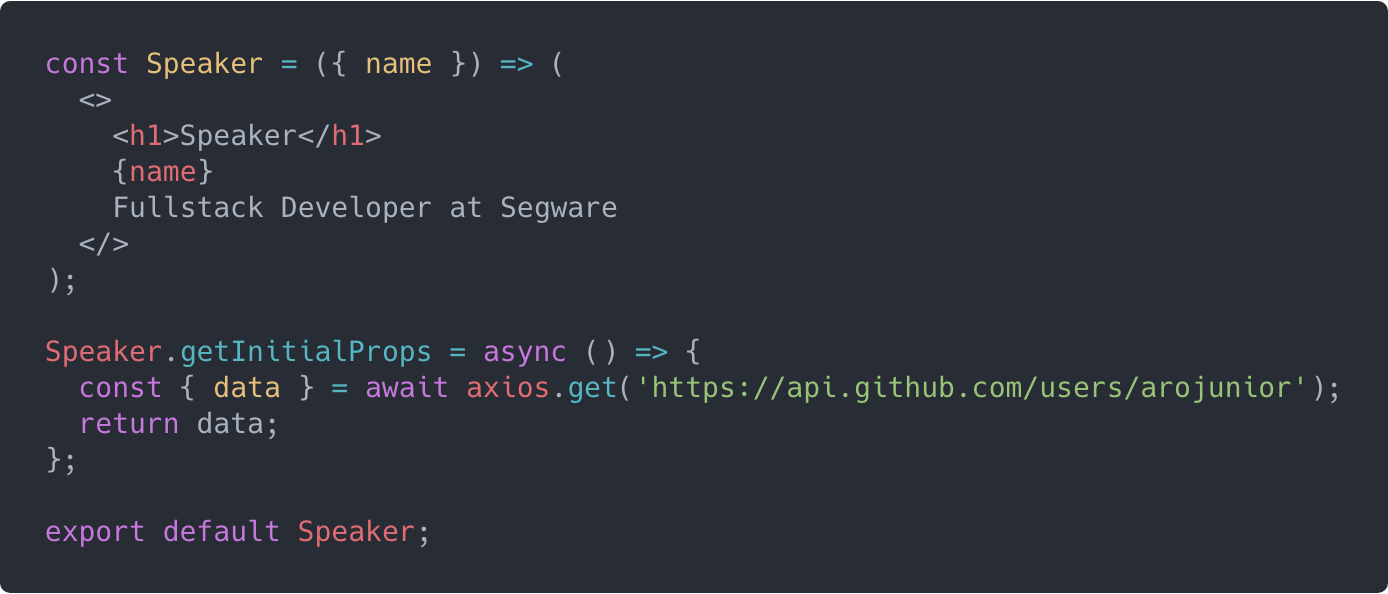 const Speaker = ({ name }) => (
  <>
    <h1>Speaker</h1>
    {name}
    Fullstack Developer at Segware
  </>
);

Speaker.getInitialProps = async () => {
  const { data } = await axios.get('https://api.github.com/users/arojunior');
  return data;
};

export default Speaker;